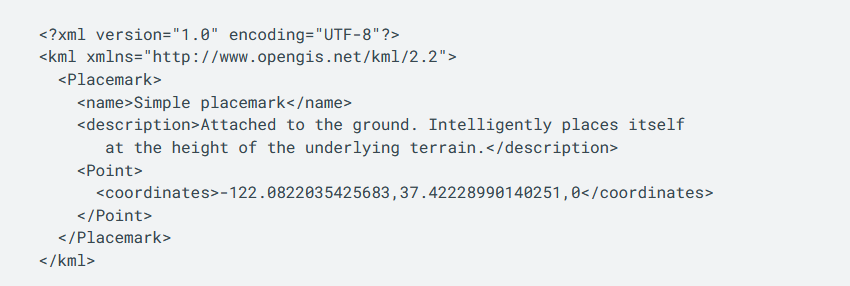 <?xml version="1.0" encoding="UTF-8"?>
<kml xmlns="http://www.opengis.net/kml/2.2">
  <Placemark>
    <name>Simple placemark</name>
    <description>Attached to the ground. Intelligently places itself
       at the height of the underlying terrain.</description>
    <Point>
      <coordinates>-122.0822035425683,37.42228990140251,0</coordinates>
    </Point>
  </Placemark>
</kml>